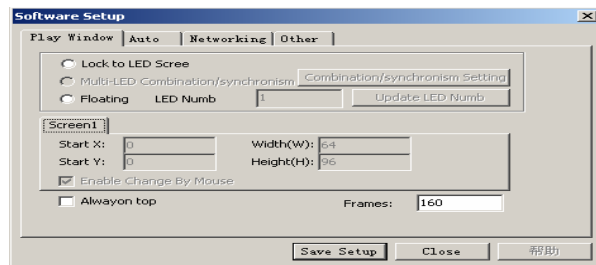 Software Setup
Play Window Auto Networking Other
Lock to LED Scree
Multi-LED Combination/synchronism Combination/synchronism Setting
Floating LED Numb 1 Update LED Numb
Screen1
Start X: 0 Width(W): 64
Start Y: 0 Height(H): 96
Enable Change By Mouse
Alwayon top Frames: 160
Save Setup Close 帮助